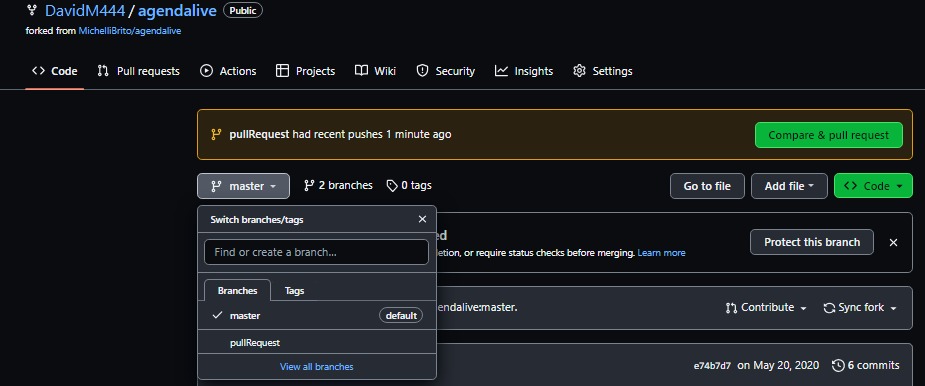 DavidM444 / agendalive Public
forked from MichelliBrito/agendalive
Code Pull requests Actions Projects Wiki Security Insights Settings
pullRequest had recent pushes 1 minute ago Compare & pull request
master 2 branches 0 tags Go to file Add file Code
Switch branches/tags
ed
Find or create a branch...
letion, or require status checks before merging. Learn more Protect this branch
Branches Tags
master default
endalive:master. Contribute Sync fork
pullRequest
View all branches
e74b7d7 on May 20, 2020 6 commits